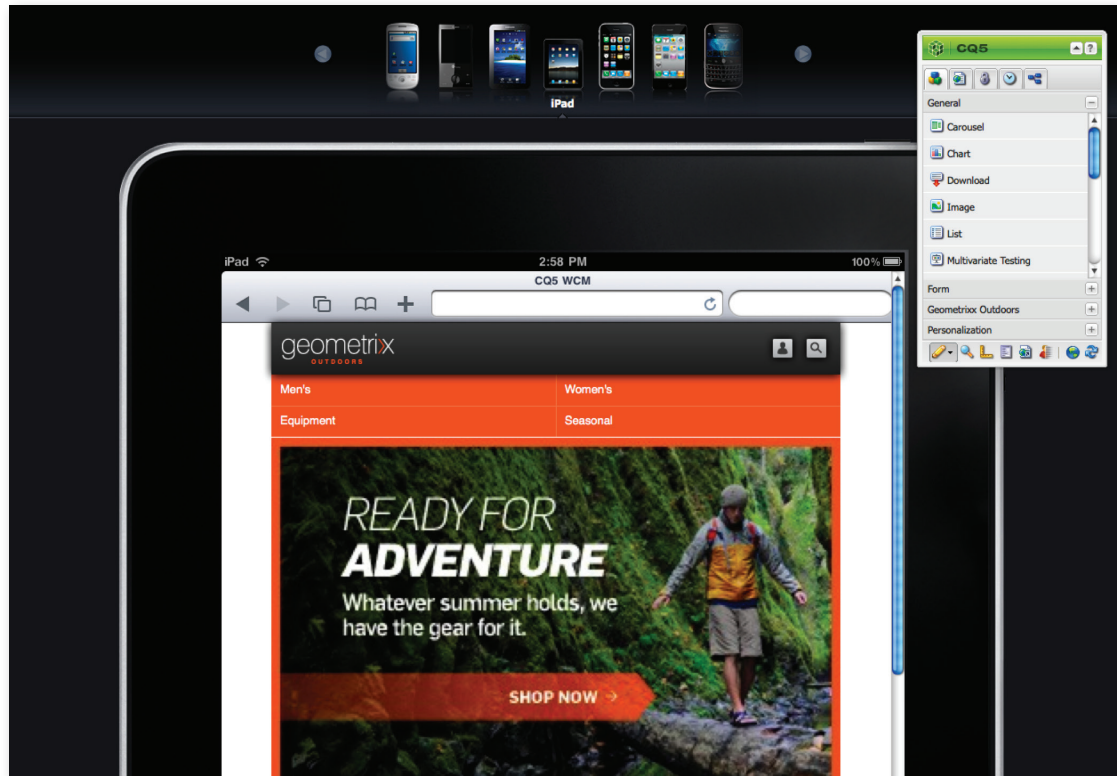 iPad
CQ5
General
Carousel
Chart
Download
Image
List
Multivariate Testing
Form
Geometrixx Outdoors
Personalization
iPad
2:58 PM
100%
CQ5 WCM
geometrixx
OUTDOORS
Men's
Women's
Equipment
Seasonal
READY FOR
ADVENTURE
Whatever summer holds, we
have the gear for it.
SHOP NOW